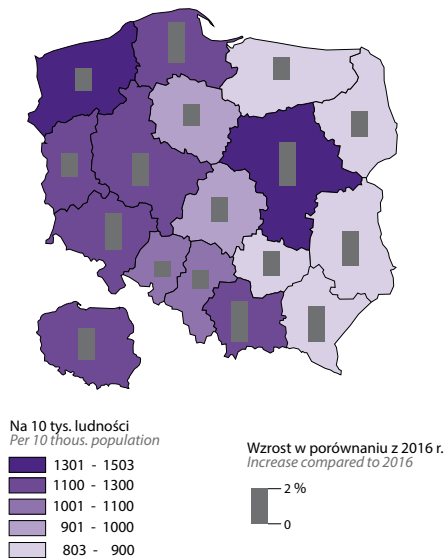 Na 10 tys. ludności
Per 10 thous. population
1301 - 1503
1100 - 1300
1001 - 1100
901 - 1000
803 - 900
Wzrost w porównaniu z 2016 r.
Increase compared to 2016
2 %
0